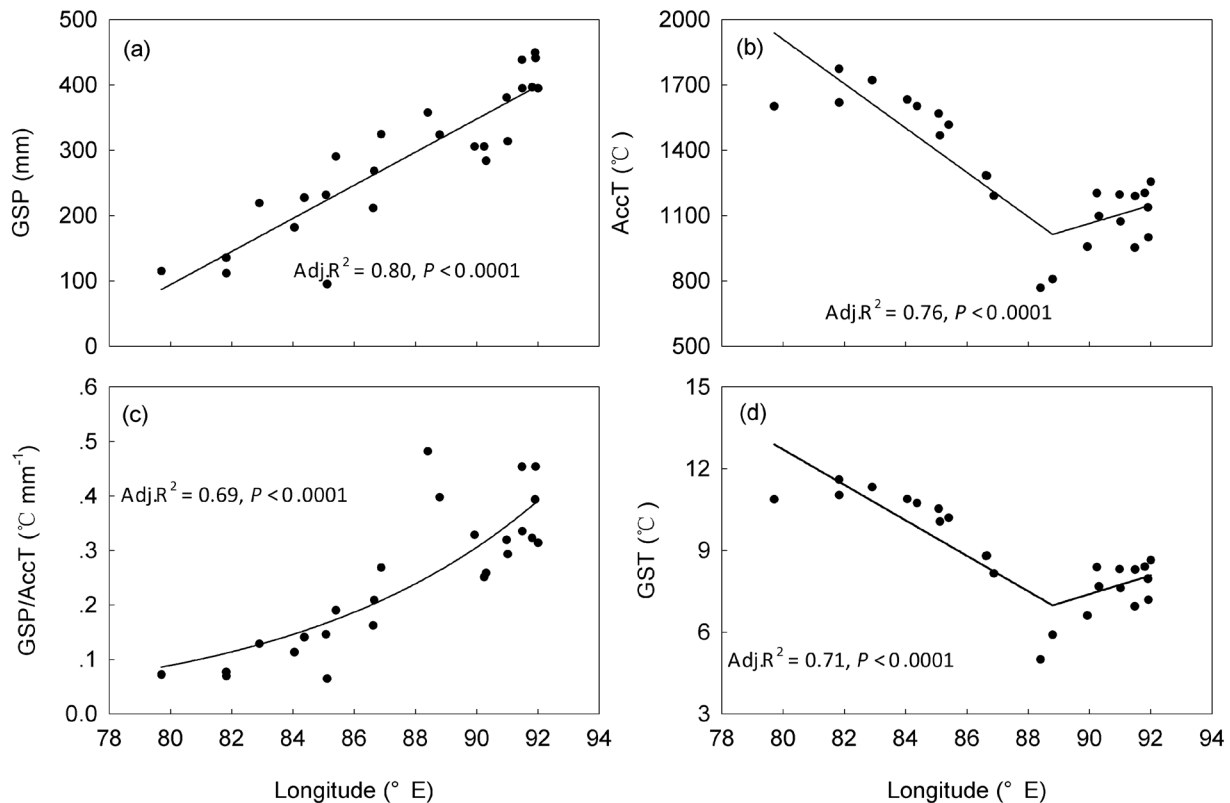 (a)
GSP (mm)
500
400
300
200
100
0
Adj.R² = 0.80, P < 0.0001
(b)
AccT (℃ )
2000
1700
1400
1100
800
500
Adj.R² = 0.76, P < 0.0001
(c)
GSP/AccT (℃ mm⁻¹)
.6
.5
.4
.3
.2
.1
0.0
Adj.R² = 0.69, P < 0.0001
78 80 82 84 86 88 90 92 94
Longitude (° E)
(d)
GST (℃)
15
12
9
6
3
Adj.R² = 0.71, P < 0.0001
78 80 82 84 86 88 90 92 94
Longitude (° E)